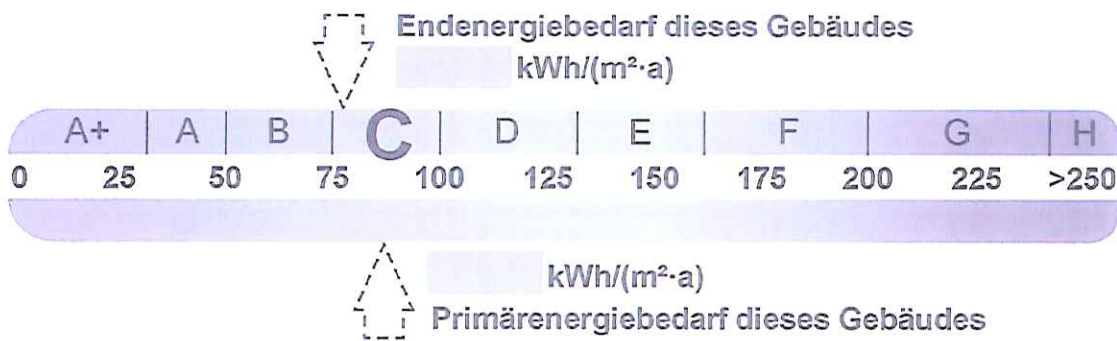 Endenergiebedarf dieses Gebäudes
kWh/(m²·a)
A+ A B C D E F G H
0 25 50 75 100 125 150 175 200 225 >250
kWh/(m²·a)
Primärenergiebedarf dieses Gebäudes